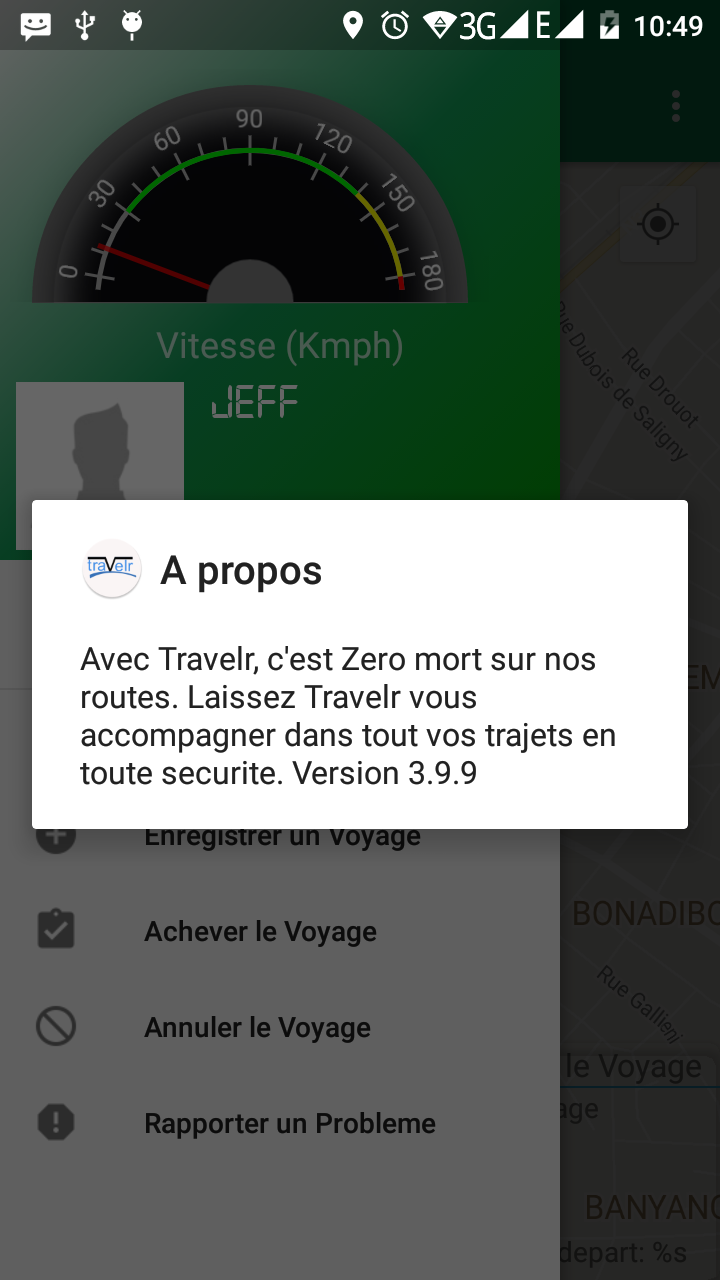 3G E 10:49
0 30 60 90 120 150 180
Vitesse (Kmph)
JEFF
Rue Drouot
Rue Dubois de Saligny
travelr
A propos
Avec Travelr, c'est Zero mort sur nos
routes. Laissez Travelr vous
accompagner dans tout vos trajets en
toute securite. Version 3.9.9
Enregistrer un Voyage
BONADIBO
Achever le Voyage
Rue Gallieni
Annuler le Voyage
le Voyage
Rapporter un Probleme
BANYANG
depart: %s